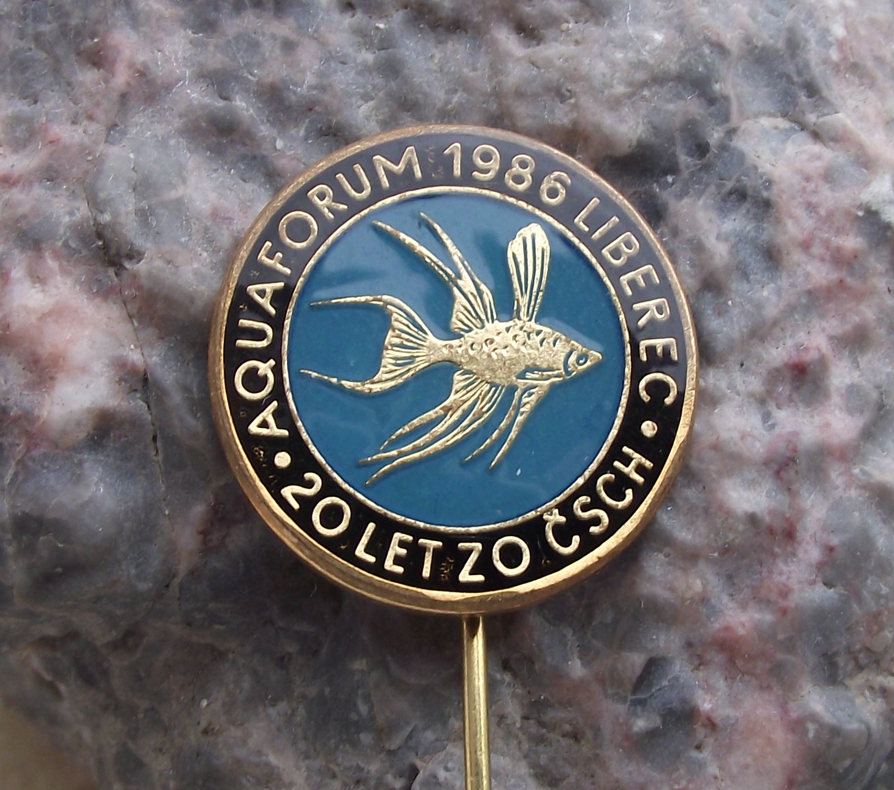 AQUAFORUM 1986 LIBEREC
• 20 LET ZO ČSCH •